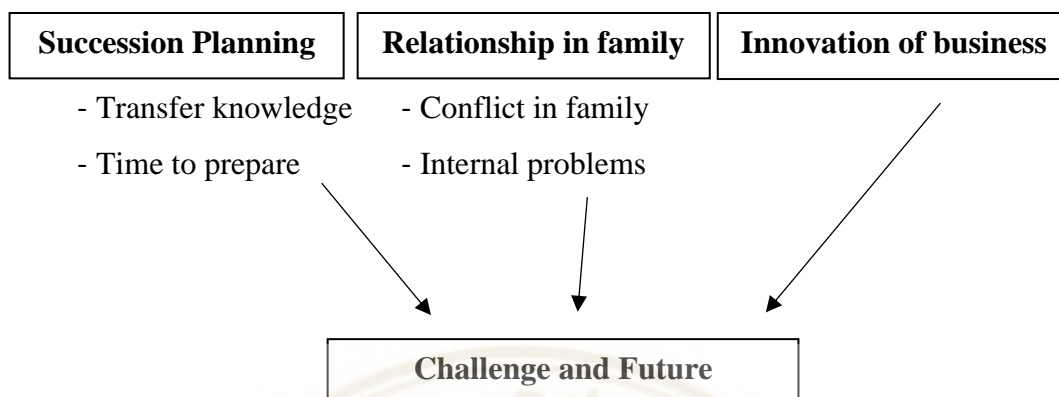 Succession Planning
Relationship in family
Innovation of business
- Transfer knowledge
- Time to prepare
- Conflict in family
- Internal problems
Challenge and Future